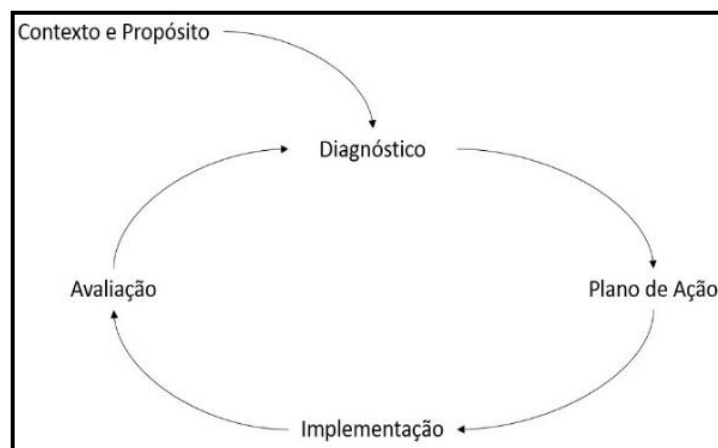 Contexto e Propósito
Diagnóstico
Avaliação
Plano de Ação
Implementação